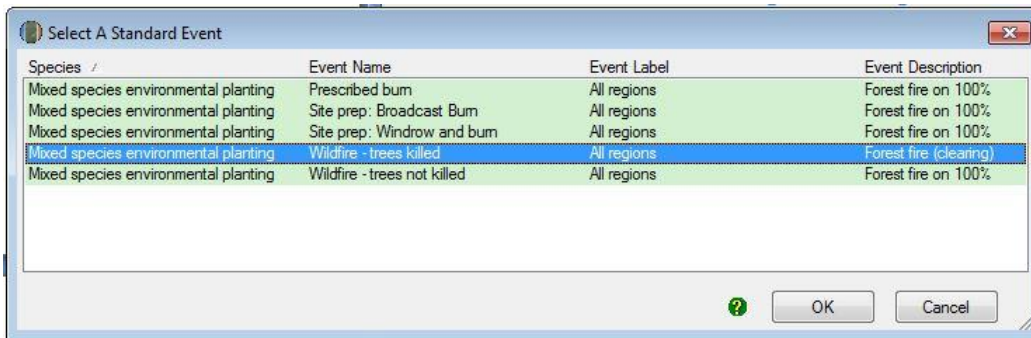 Select A Standard Event
Species / Event Name Event Label Event Description
Mixed species environmental planting Prescribed burn All regions Forest fire on 100%
Mixed species environmental planting Site prep: Broadcast Burn All regions Forest fire on 100%
Mixed species environmental planting Site prep: Windrow and burn All regions Forest fire on 100%
Mixed species environmental planting Wildfire - trees killed All regions Forest fire (clearing)
Mixed species environmental planting Wildfire - trees not killed All regions Forest fire on 100%
? OK Cancel